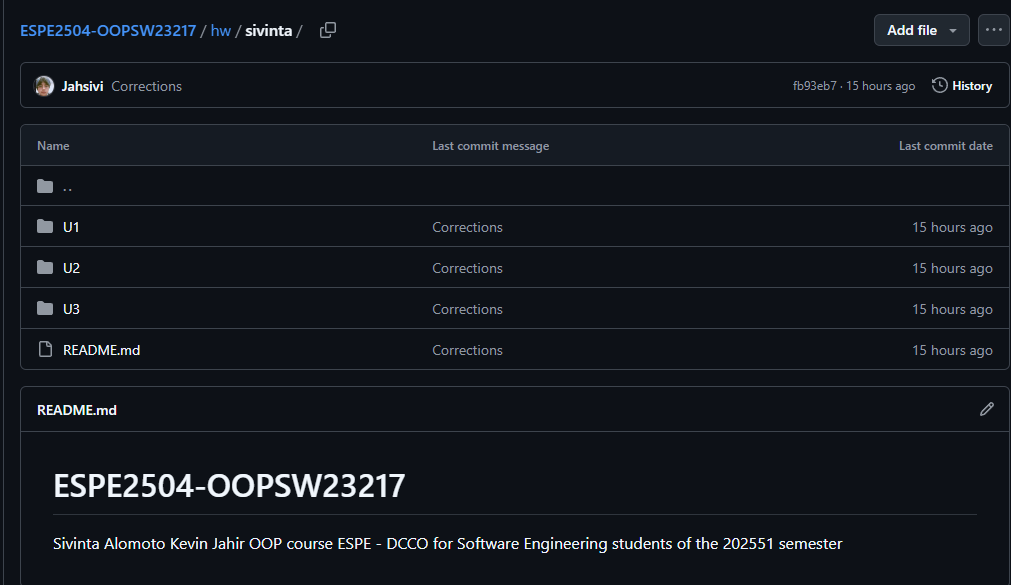 ESPE2504-OOPSW23217 / hw / sivinta / Add file ...
Jahsivi Corrections fb93eb7 · 15 hours ago History
Name Last commit message Last commit date
..
U1 Corrections 15 hours ago
U2 Corrections 15 hours ago
U3 Corrections 15 hours ago
README.md Corrections 15 hours ago
README.md
ESPE2504-OOPSW23217
Sivinta Alomoto Kevin Jahir OOP course ESPE - DCCO for Software Engineering students of the 202551 semester